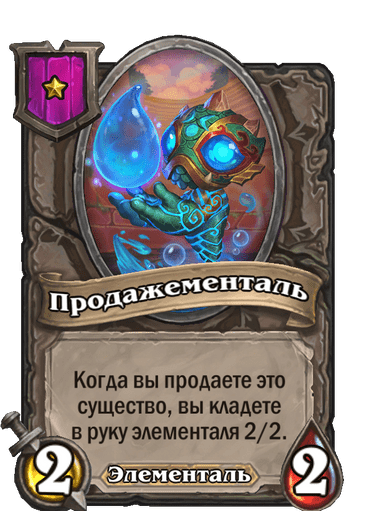 Продажементаль
Когда вы продаете это
существо, вы кладете
в руку элементаля 2/2.
Элементаль
2
2